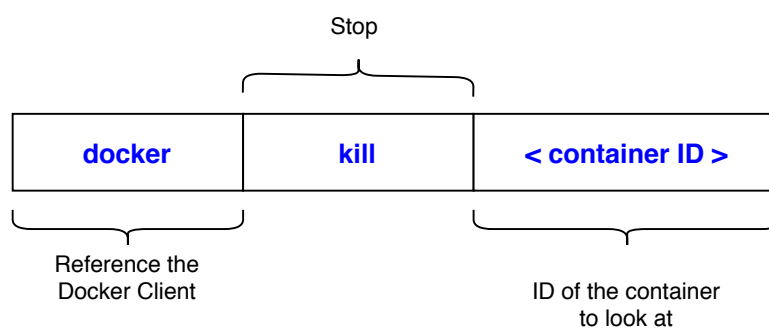 Stop
docker kill < container ID >
Reference the
Docker Client
ID of the container
to look at